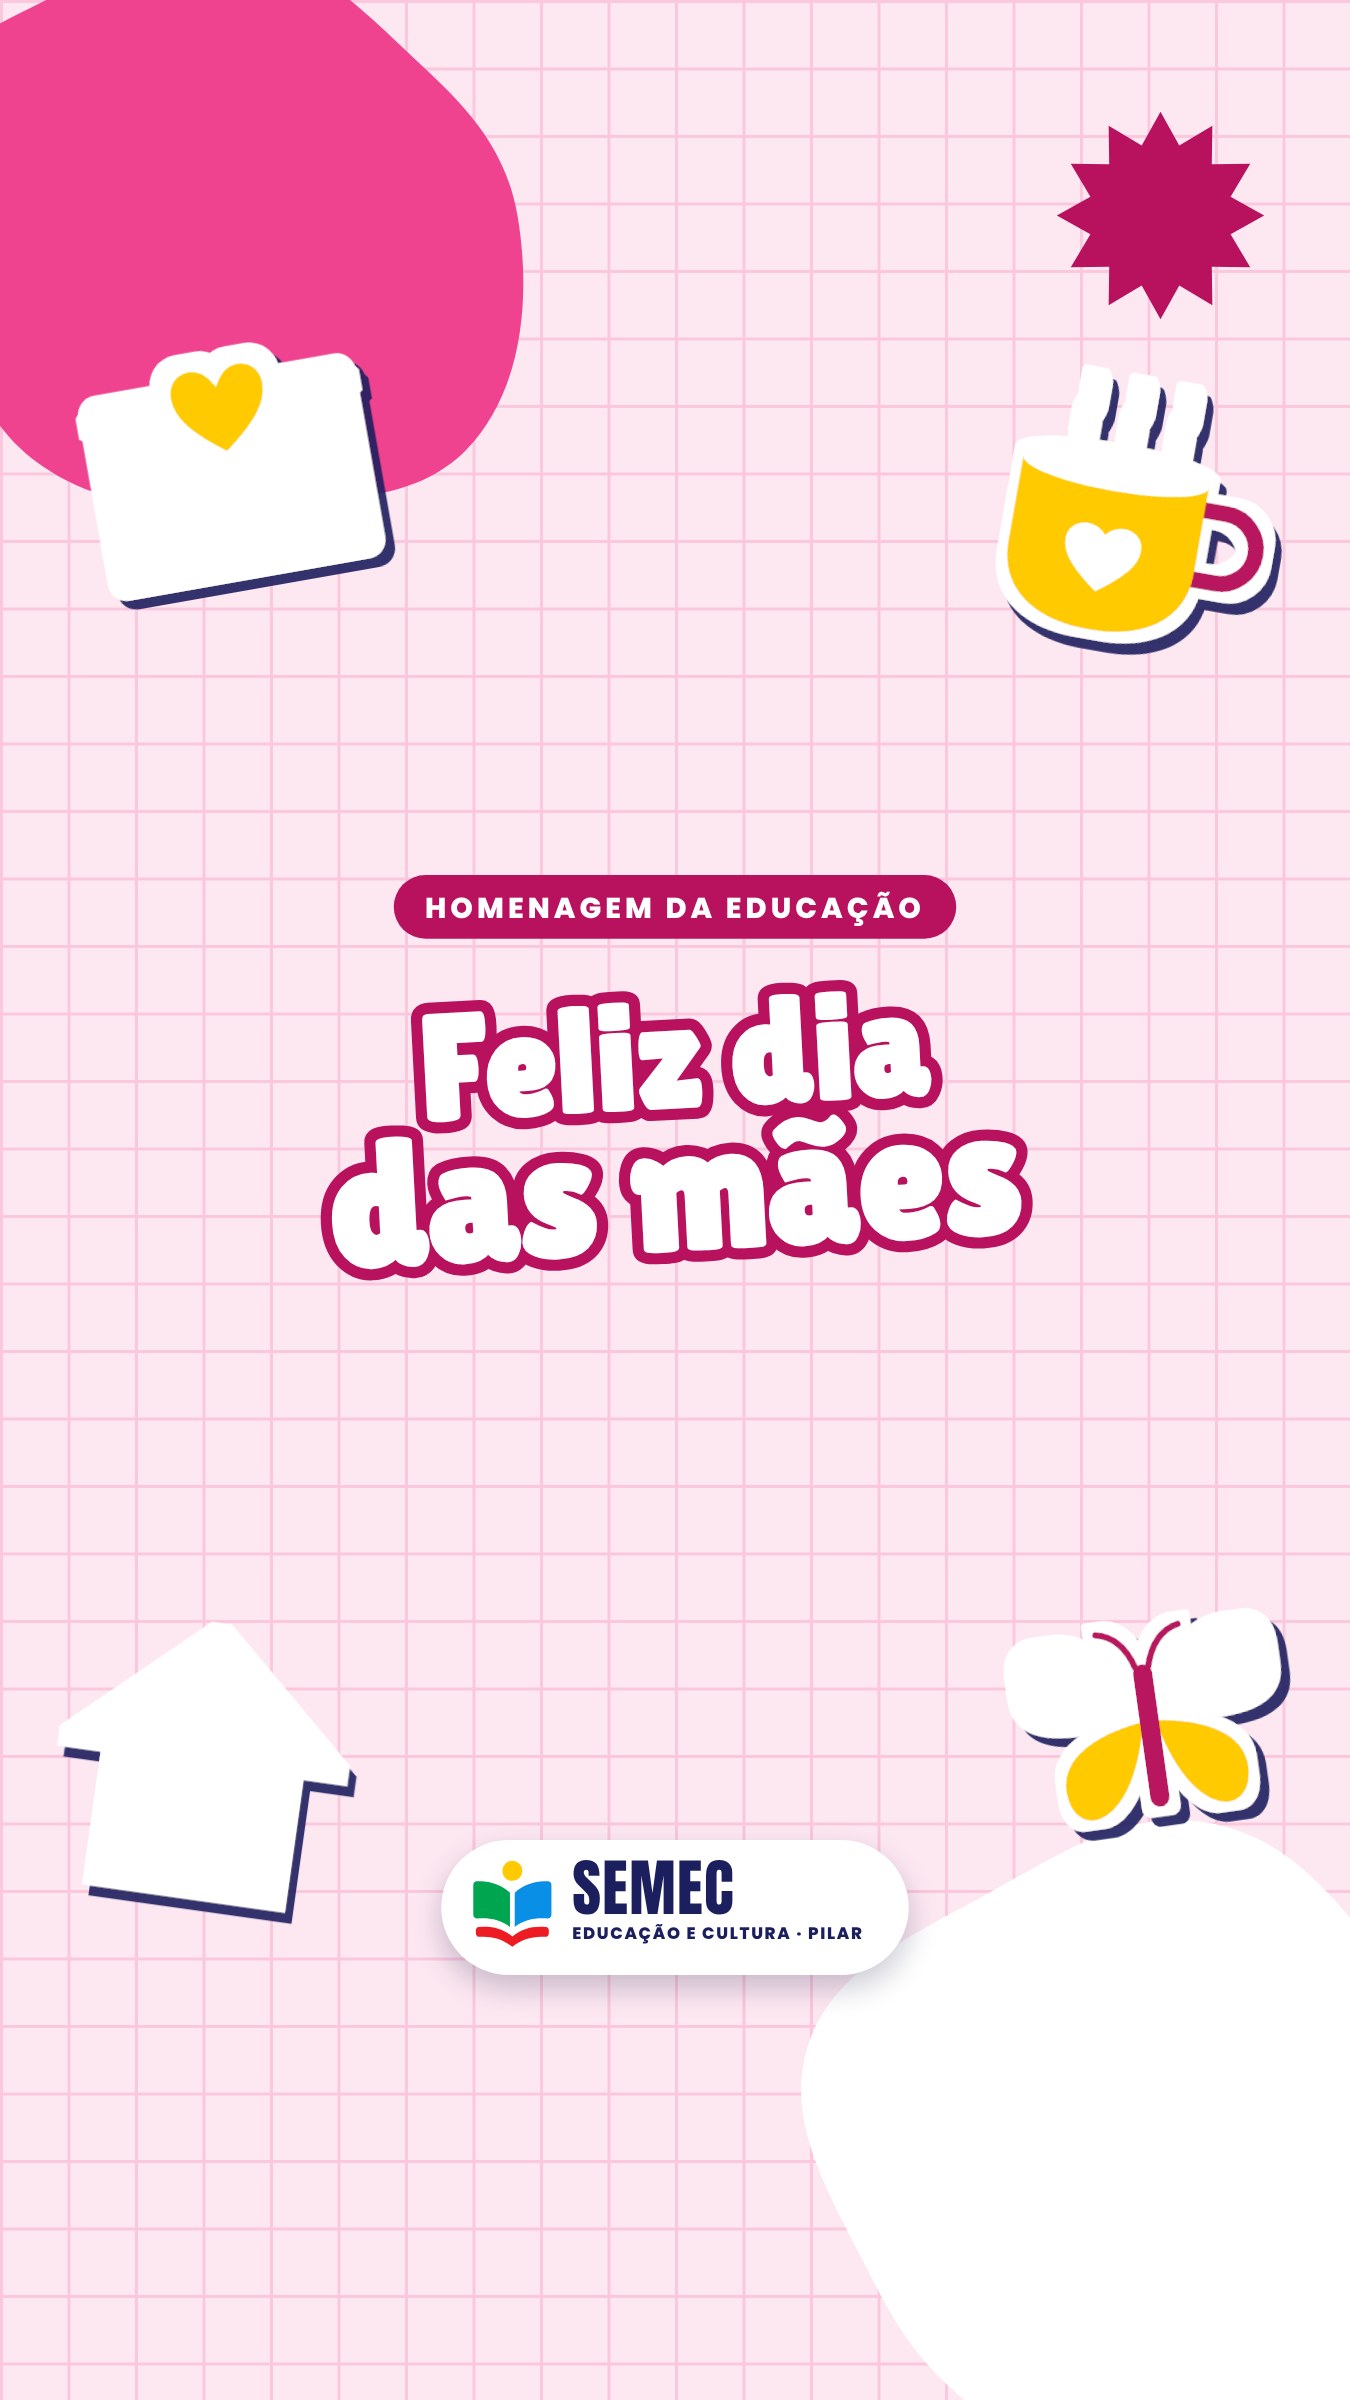 HOMENAGEM DA EDUCAÇÃO
Feliz dia
das mães
SEMEC
EDUCAÇÃO E CULTURA · PILAR